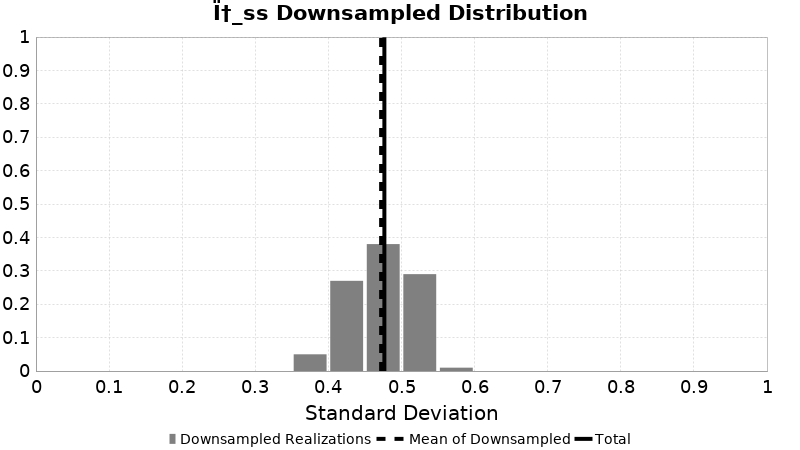 Ï†_ss Downsampled Distribution
1
0.9
0.8
0.7
0.6
0.5
0.4
0.3
0.2
0.1
0
0 0.1 0.2 0.3 0.4 0.5 0.6 0.7 0.8 0.9 1
Standard Deviation
Downsampled Realizations Mean of Downsampled Total